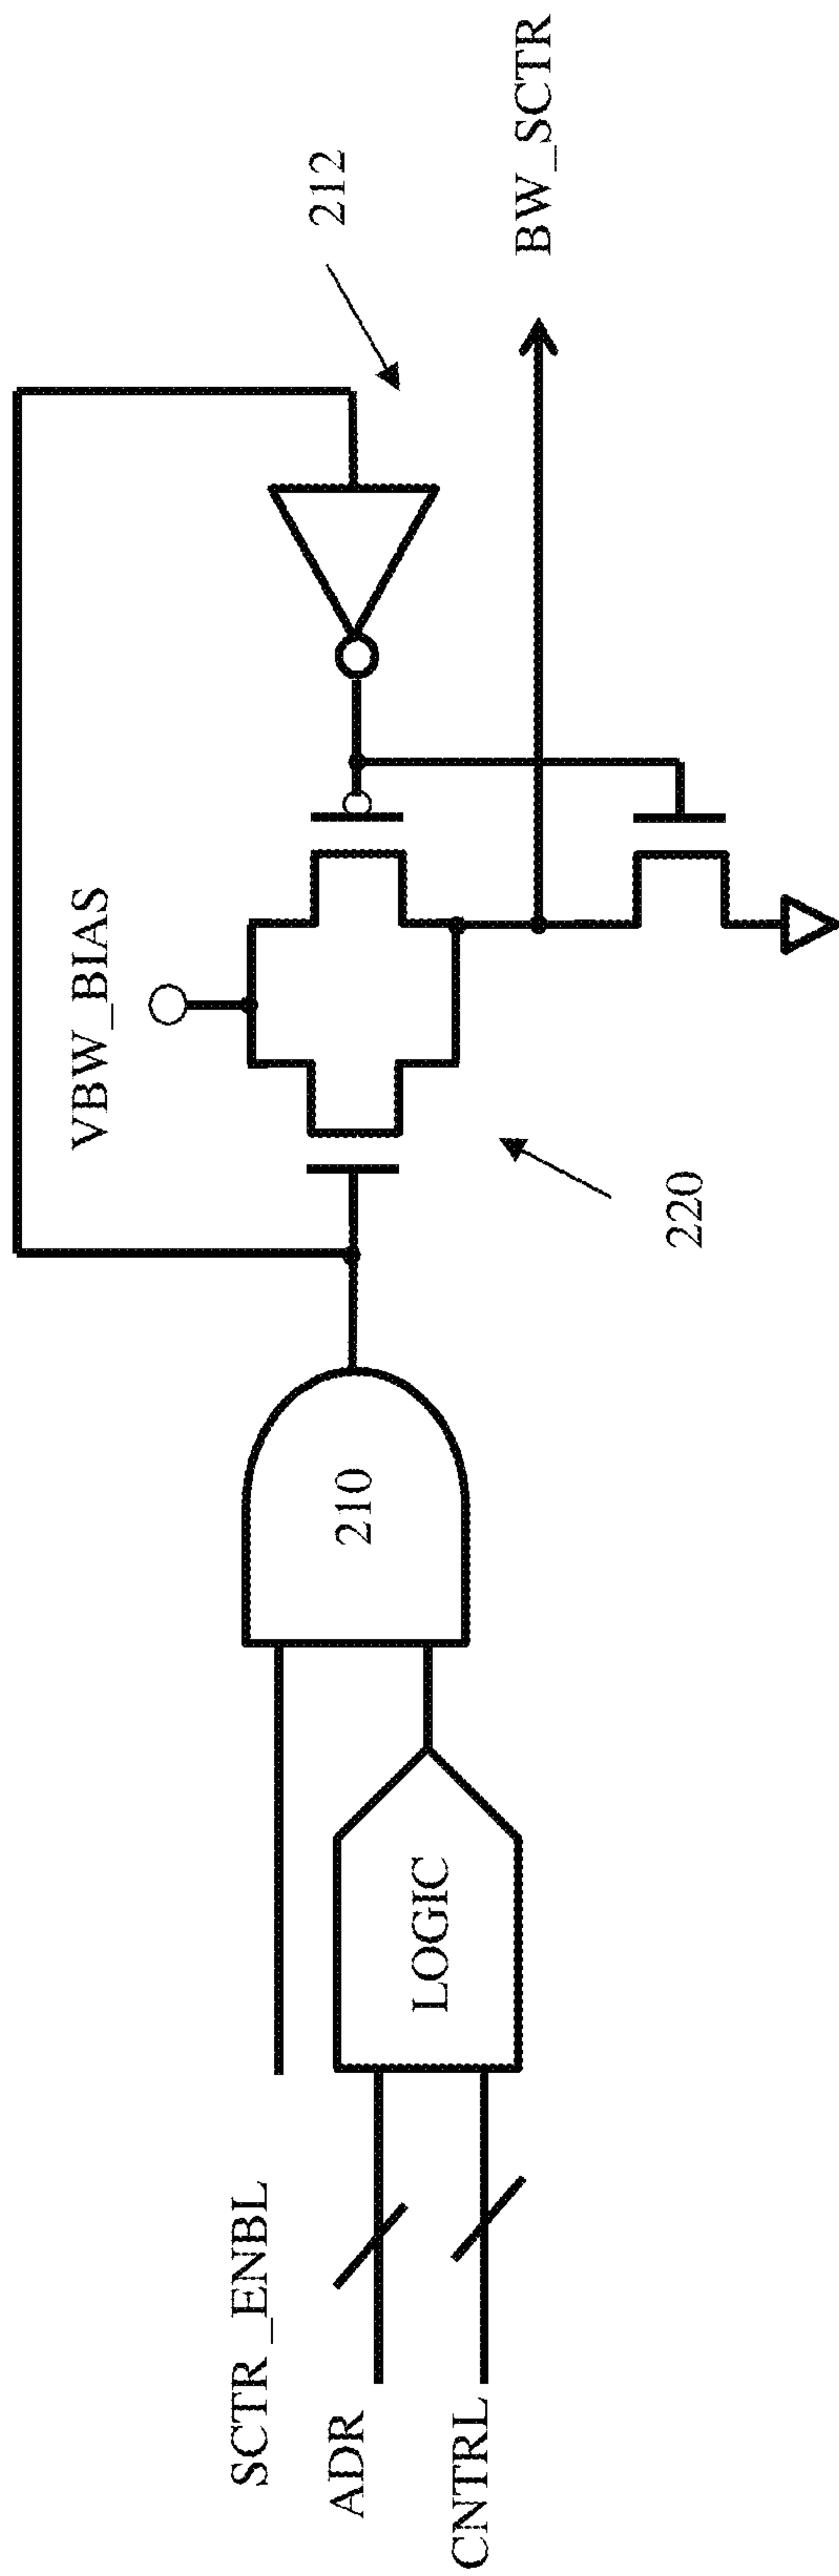 SCTR_ENBL
ADR
CNTRL
LOGIC
210
VBW_BIAS
220
212
BW_SCTR